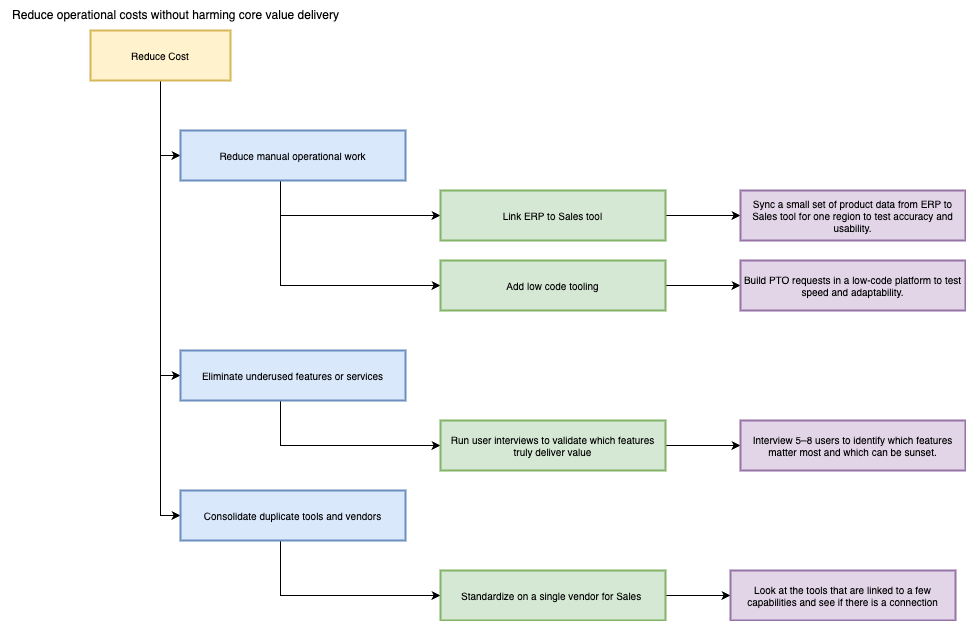 Reduce operational costs without harming core value delivery
Reduce Cost
Reduce manual operational work
Link ERP to Sales tool
Sync a small set of product data from ERP to
Sales tool for one region to test accuracy and
usability.
Add low code tooling
Build PTO requests in a low-code platform to test
speed and adaptability.
Eliminate underused features or services
Run user interviews to validate which features
truly deliver value
Interview 5–8 users to identify which features
matter most and which can be sunset.
Consolidate duplicate tools and vendors
Standardize on a single vendor for Sales
Look at the tools that are linked to a few
capabilities and see if there is a connection